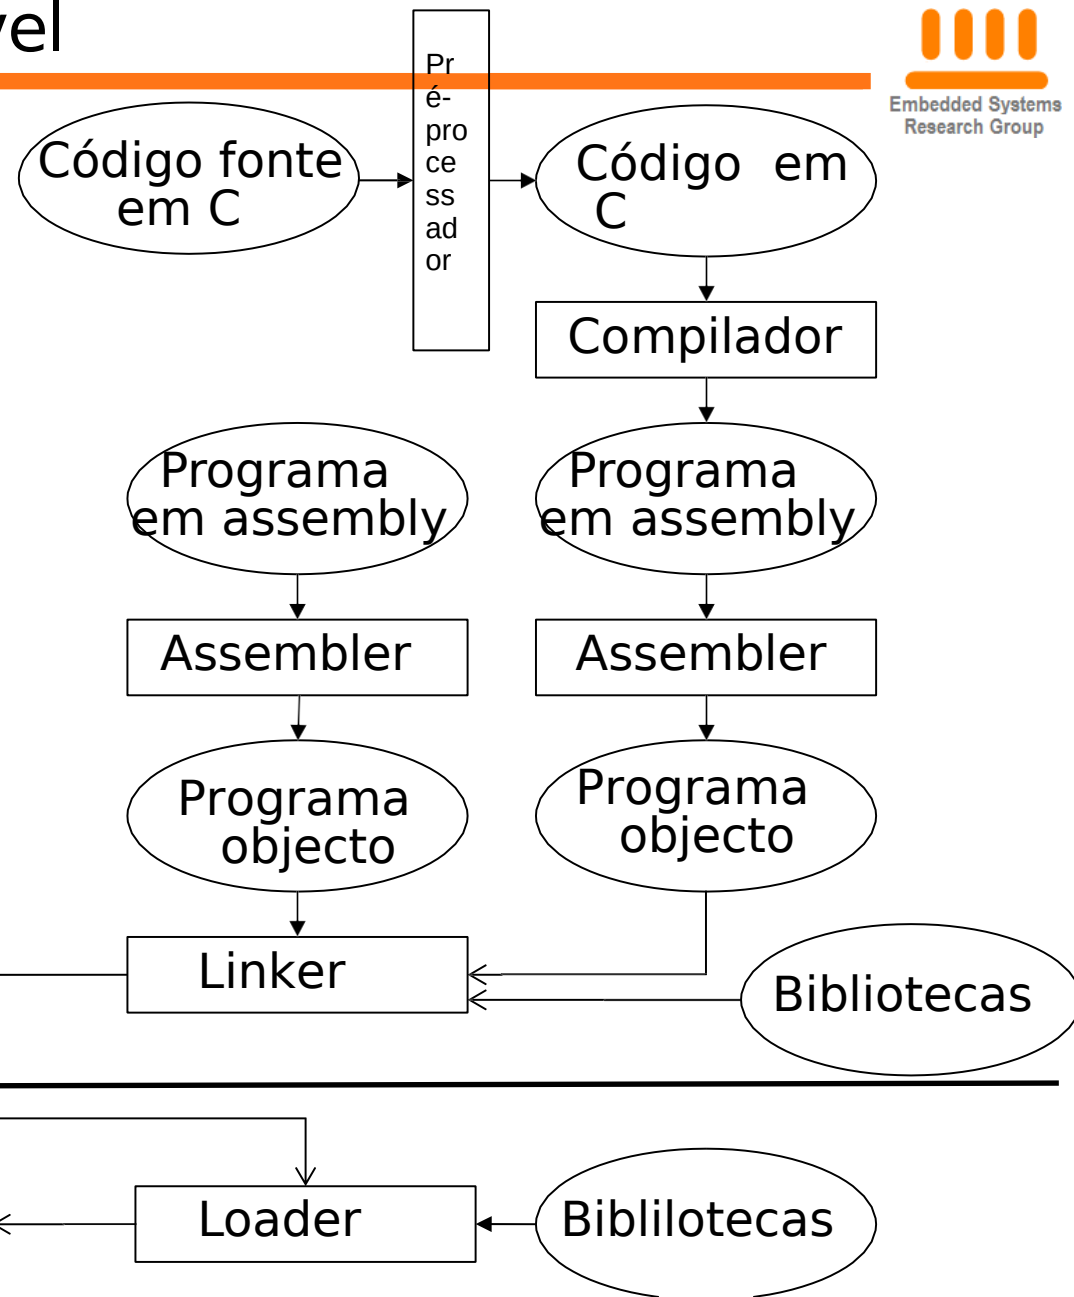 vel
Embedded Systems
Research Group
Código fonte
em C
Pr
é-
pro
ce
ss
ad
or
Código em
C
Compilador
Programa
em assembly
Programa
em assembly
Assembler
Assembler
Programa
objecto
Programa
objecto
Linker
Bibliotecas
Loader
Biblilotecas